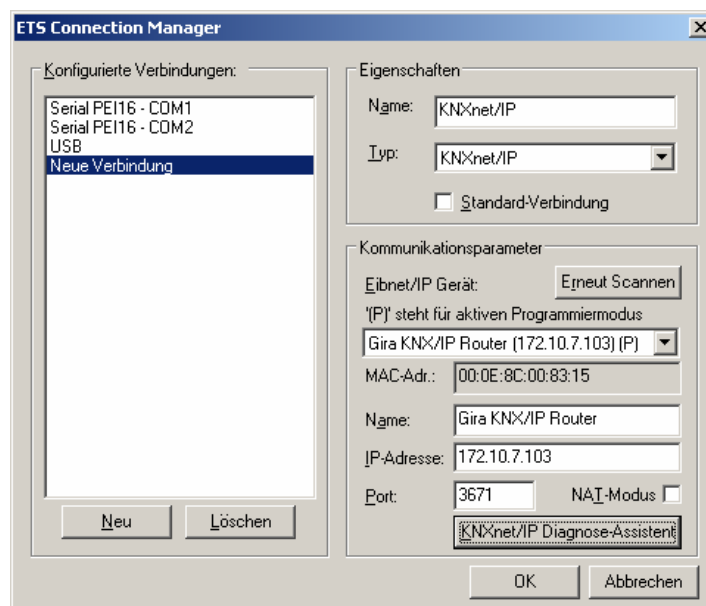 ETS Connection Manager
Konfigurierte Verbindungen:
Serial PEI16 - COM1
Serial PEI16 - COM2
USB
Neue Verbindung
Neu
Löschen
Eigenschaften
Name: KNXnet/IP
Typ: KNXnet/IP
Standard-Verbindung
Kommunikationsparameter
Eibnet/IP Gerät: Erneut Scannen
'(P)' steht für aktiven Programmiermodus
Gira KNX/IP Router (172.10.7.103) (P)
MAC-Adr.: 00:0E:8C:00:83:15
Name: Gira KNX/IP Router
IP-Adresse: 172.10.7.103
Port: 3671 NAT-Modus
KNXnet/IP Diagnose-Assistent
OK Abbrechen